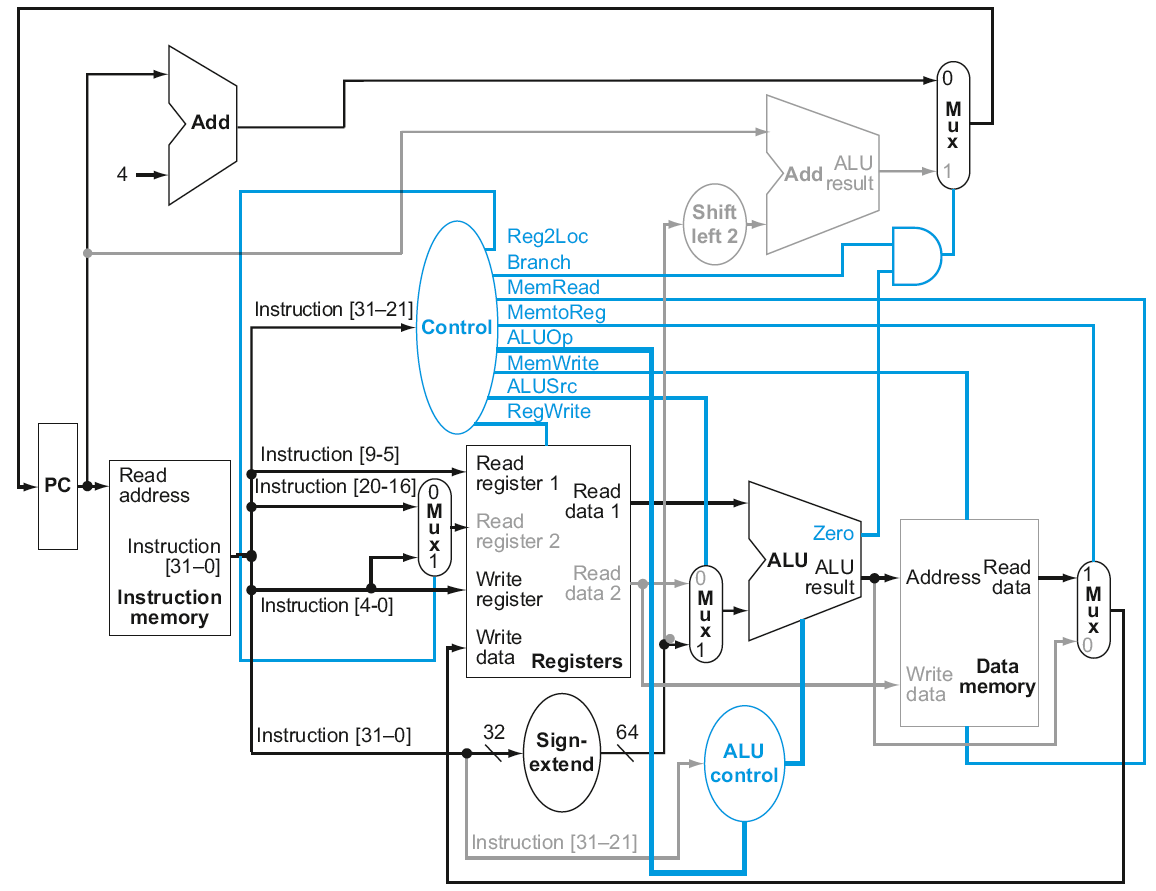 0
M
u
x
1
Add
4
Add
ALU
result
Shift
left 2
Reg2Loc
Branch
MemRead
MemtoReg
ALUOp
MemWrite
ALUSrc
RegWrite
Instruction [31–21]
Control
PC
Read
address
Instruction
[31–0]
Instruction
memory
Instruction [9-5]
Instruction [20-16]
Instruction [4-0]
0
M
u
x
1
Read
register 1
Read
register 2
Write
register
Write
data
Read
data 1
Read
data 2
Registers
0
M
u
x
1
Zero
ALU
ALU
result
Address
Read
data
Write
data
Data
memory
1
M
u
x
0
Instruction [31–0]
32
Sign-
extend
64
ALU
control
Instruction [31–21]